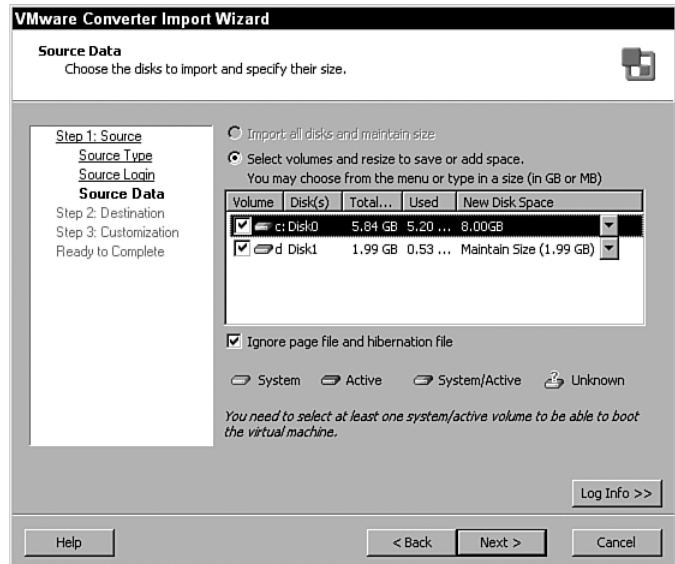 VMware Converter Import Wizard
Source Data
Choose the disks to import and specify their size.
Step 1: Source
Source Type
Source Login
Source Data
Step 2: Destination
Step 3: Customization
Ready to Complete
Import all disks and maintain size
Select volumes and resize to save or add space.
You may choose from the menu or type in a size (in GB or MB)
Volume Disk(s) Total... Used New Disk Space
c: Disk0 5.84 GB 5.20 ... 8.00GB
d Disk1 1.99 GB 0.53 ... Maintain Size (1.99 GB)
Ignore page file and hibernation file
System Active System/Active Unknown
You need to select at least one system/active volume to be able to boot
the virtual machine.
Log Info >>
Help < Back Next > Cancel